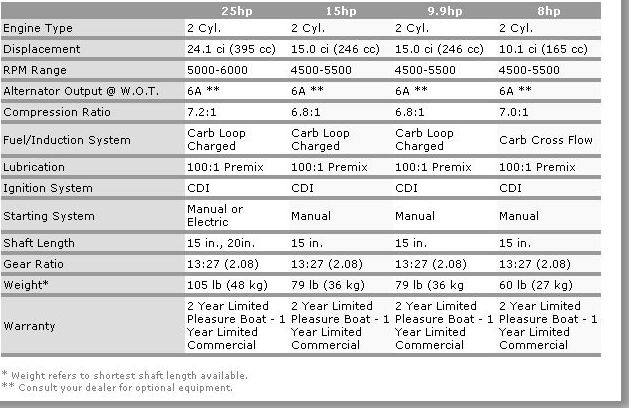 25hp 15hp 9.9hp 8hp
Engine Type 2 Cyl. 2 Cyl. 2 Cyl. 2 Cyl.
Displacement 24.1 ci (395 cc) 15.0 ci (246 cc) 15.0 ci (246 cc) 10.1 ci (165 cc)
RPM Range 5000-6000 4500-5500 4500-5500 4500-5500
Alternator Output @ W.O.T. 6A ** 6A ** 6A ** 6A **
Compression Ratio 7.2:1 6.8:1 6.8:1 7.0:1
Fuel/Induction System Carb Loop Charged Carb Loop Charged Carb Loop Charged Carb Cross Flow
Lubrication 100:1 Premix 100:1 Premix 100:1 Premix 100:1 Premix
Ignition System CDI CDI CDI CDI
Starting System Manual or Electric Manual Manual Manual
Shaft Length 15 in., 20in. 15 in. 15 in. 15 in.
Gear Ratio 13:27 (2.08) 13:27 (2.08) 13:27 (2.08) 13:27 (2.08)
Weight* 105 lb (48 kg) 79 lb (36 kg) 79 lb (36 kg 60 lb (27 kg)
Warranty 2 Year Limited Pleasure Boat - 1 Year Limited Commercial 2 Year Limited Pleasure Boat - 1 Year Limited Commercial 2 Year Limited Pleasure Boat - 1 Year Limited Commercial 2 Year Limited Pleasure Boat - 1 Year Limited Commercial
* Weight refers to shortest shaft length available.
** Consult your dealer for optional equipment.